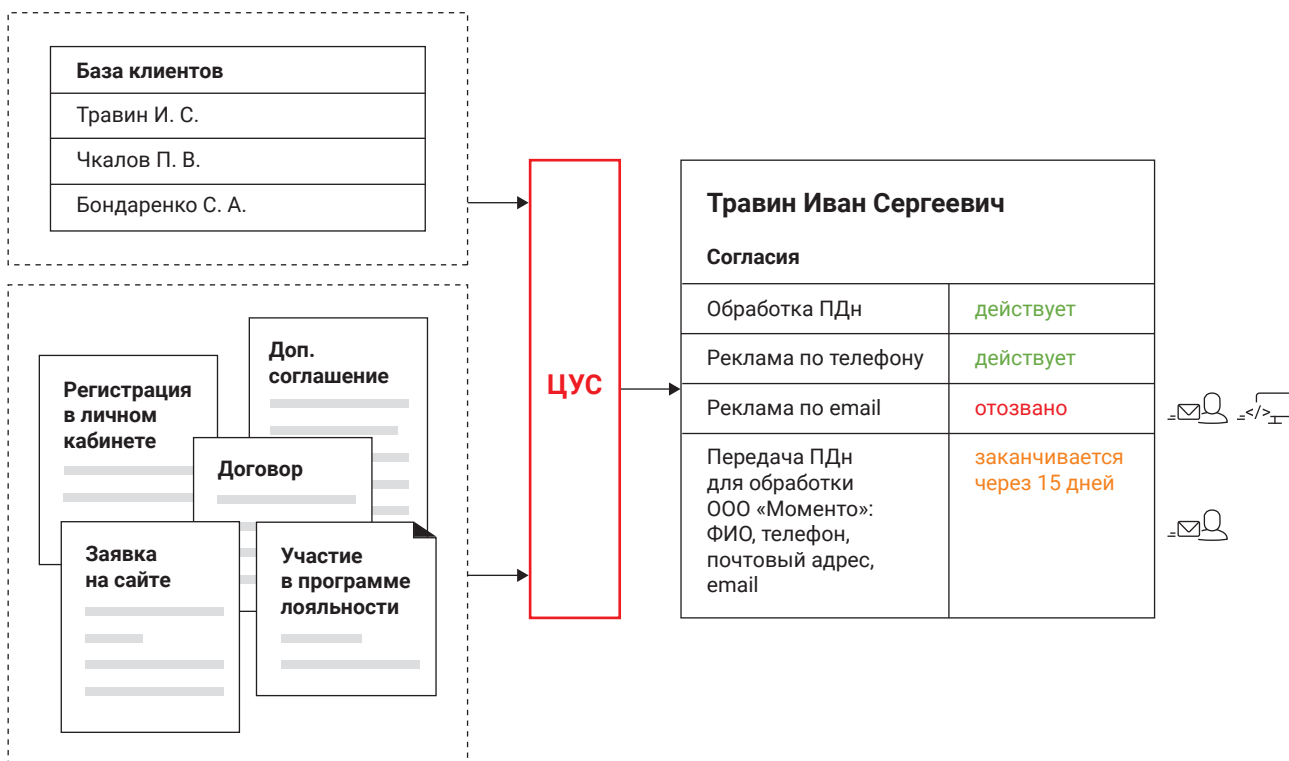 База клиентов
Травин И. С.
Чкалов П. В.
Бондаренко С. А.
Регистрация
в личном
кабинете
Доп.
соглашение
Договор
Заявка
на сайте
Участие
в программе
лояльности
ЦУС
Травин Иван Сергеевич
Согласия
Обработка ПДн
действует
Реклама по телефону
действует
Реклама по email
отозвано
Передача ПДн
для обработки
ООО «Моменто»:
ФИО, телефон,
почтовый адрес,
email
заканчивается
через 15 дней